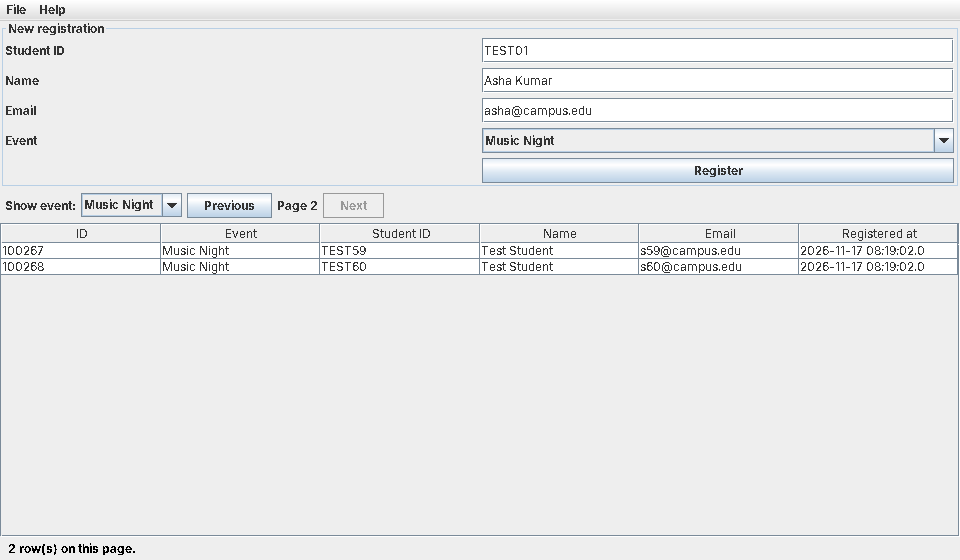 File Help
New registration
Student ID TEST01
Name Asha Kumar
Email asha@campus.edu
Event Music Night
Register
Show event: Music Night Previous Page 2 Next
ID Event Student ID Name Email Registered at
100267 Music Night TEST59 Test Student s59@campus.edu 2026-11-17 08:19:02.0
100268 Music Night TEST60 Test Student s60@campus.edu 2026-11-17 08:19:02.0
2 row(s) on this page.